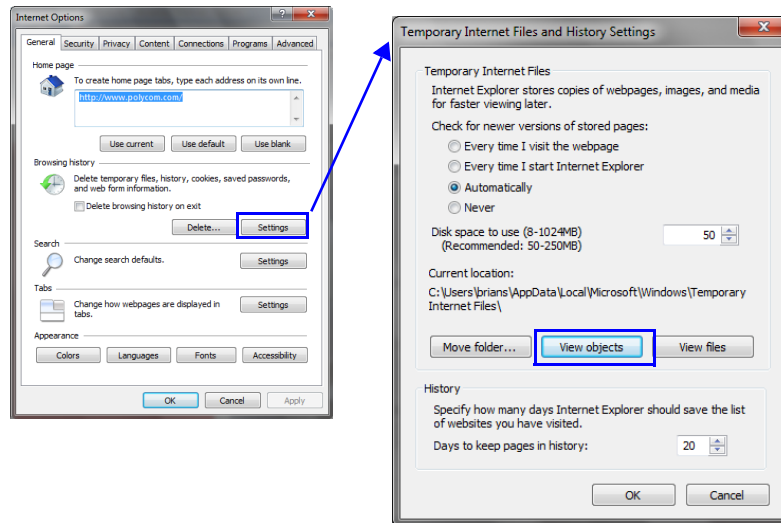 Internet Options
General Security Privacy Content Connections Programs Advanced
Home page
To create home page tabs, type each address on its own line.
http://www.polycom.com/
Use current Use default Use blank
Browsing history
Delete temporary files, history, cookies, saved passwords,
and web form information.
Delete browsing history on exit
Delete... Settings
Search
Change search defaults. Settings
Tabs
Change how webpages are displayed in
tabs. Settings
Appearance
Colors Languages Fonts Accessibility
OK Cancel Apply
Temporary Internet Files and History Settings
Temporary Internet Files
Internet Explorer stores copies of webpages, images, and media
for faster viewing later.
Check for newer versions of stored pages:
Every time I visit the webpage
Every time I start Internet Explorer
Automatically
Never
Disk space to use (8-1024MB) 50
(Recommended: 50-250MB)
Current location:
C:\Users\brians\AppData\Local\Microsoft\Windows\Temporary
Internet Files\
Move folder... View objects View files
History
Specify how many days Internet Explorer should save the list
of websites you have visited.
Days to keep pages in history: 20
OK Cancel